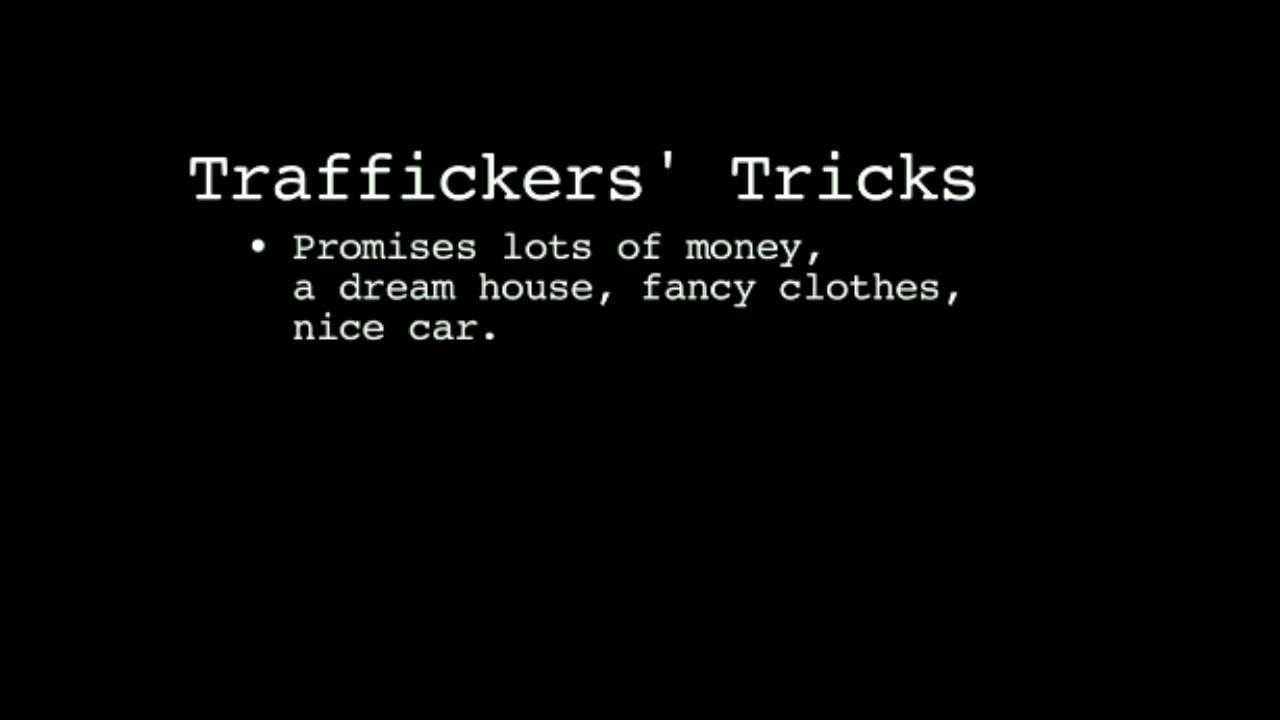 Traffickers' Tricks
• Promises lots of money,
a dream house, fancy clothes,
nice car.